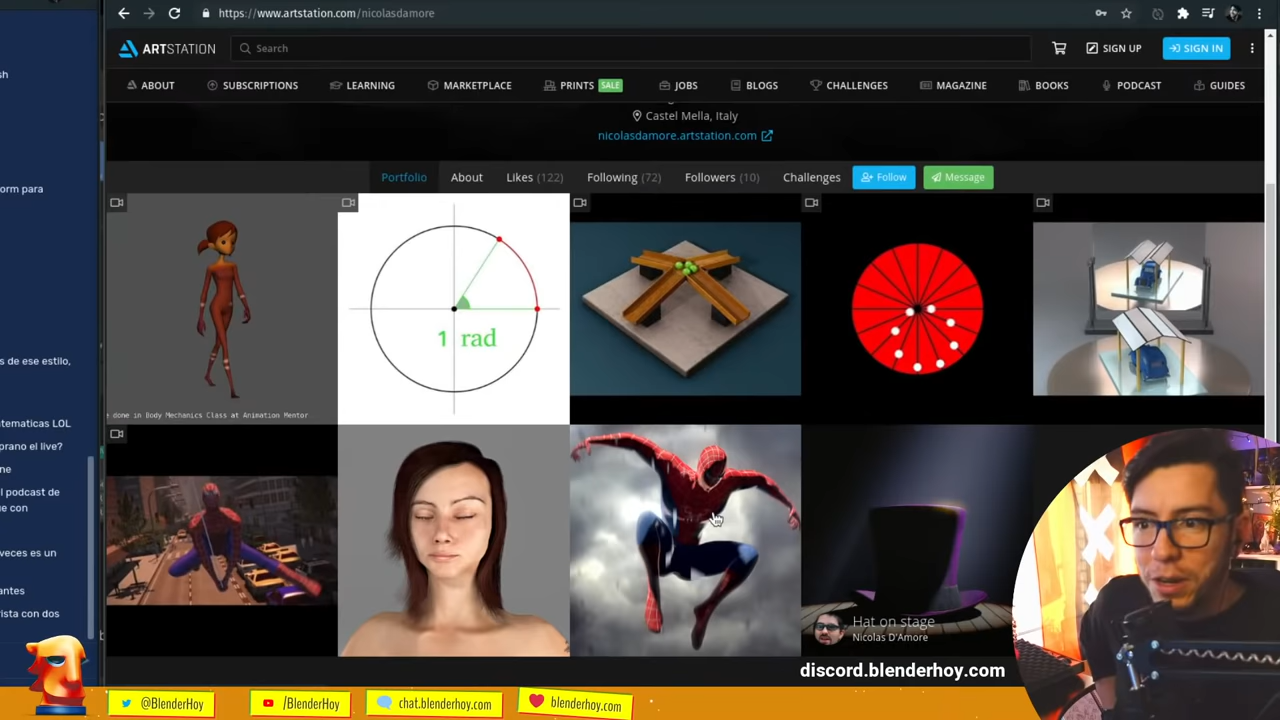 https://www.artstation.com/nicolasdamore
sh
orm para
s de ese estilo,
tematicas LOL
prano el live?
ne
l podcast de
ue con
veces es un
antes
rista con dos
ARTSTATION
Search
SIGN UP
SIGN IN
ABOUT
SUBSCRIPTIONS
LEARNING
MARKETPLACE
PRINTS SALE
JOBS
BLOGS
CHALLENGES
MAGAZINE
BOOKS
PODCAST
GUIDES
Castel Mella, Italy
nicolasdamore.artstation.com
Portfolio
About
Likes (122)
Following (72)
Followers (10)
Challenges
Follow
Message
1 rad
e done in Body Mechanics Class at Animation Mentor
Hat on stage
Nicolas D'Amore
discord.blenderhoy.com
@BlenderHoy
/BlenderHoy
chat.blenderhoy.com
blenderhoy.com